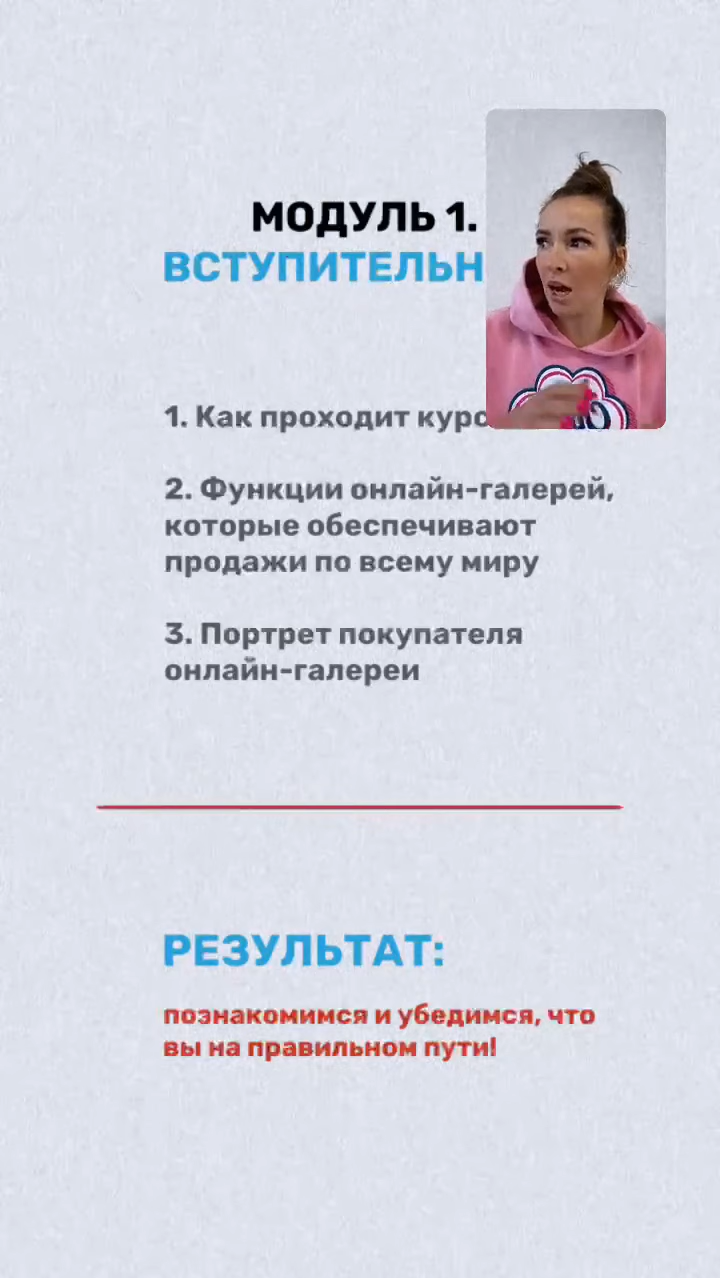 МОДУЛЬ 1.
ВСТУПИТЕЛЬН
1. Как проходит курс
2. Функции онлайн-галерей,
которые обеспечивают
продажи по всему миру
3. Портрет покупателя
онлайн-галереи
РЕЗУЛЬТАТ:
познакомимся и убедимся, что
вы на правильном пути!